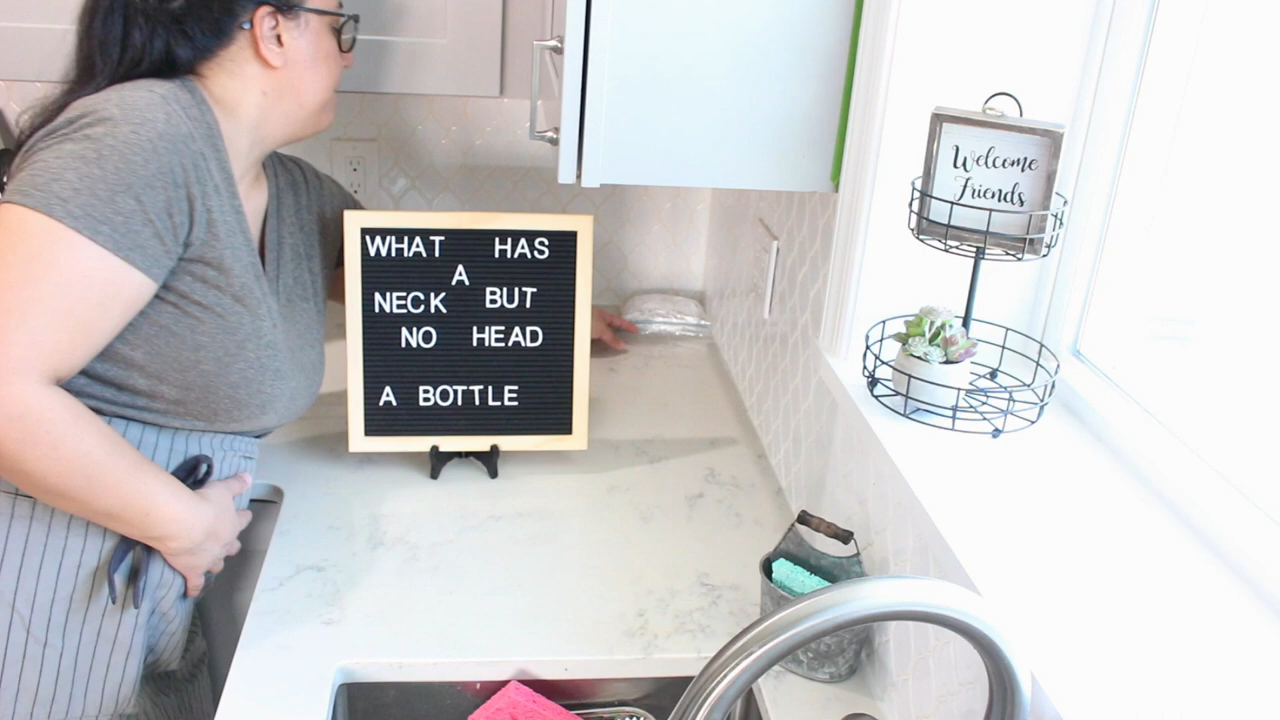 WHAT HAS
A
NECK BUT
NO HEAD
A BOTTLE
Welcome
Friends